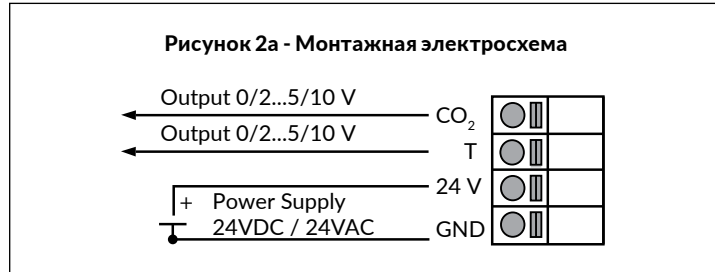 Рисунок 2a - Монтажная электросхема
Output 0/2...5/10 V
CO₂
Output 0/2...5/10 V
T
24 V
+ Power Supply
24VDC / 24VAC
GND